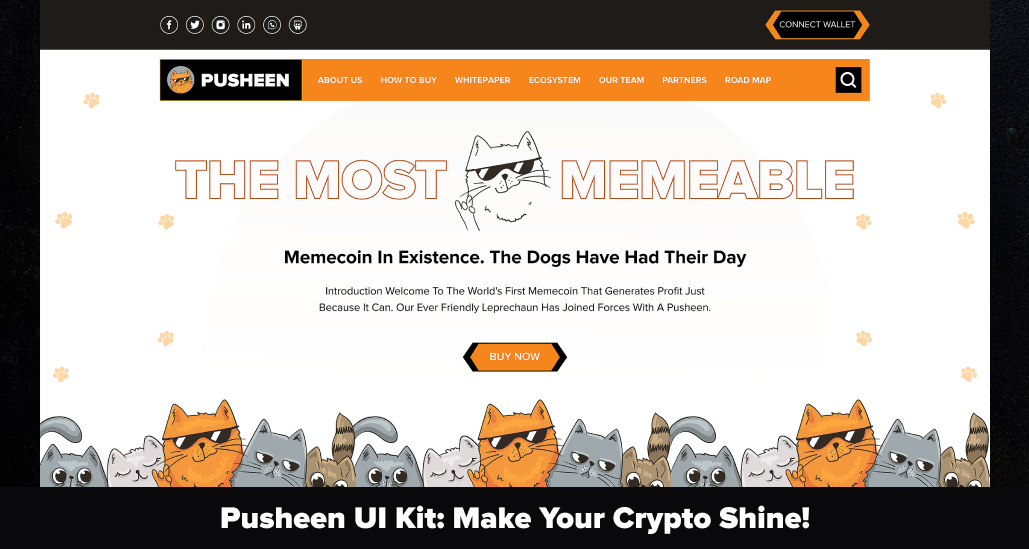 CONNECT WALLET
PUSHEEN
ABOUT US HOW TO BUY WHITEPAPER ECOSYSTEM OUR TEAM PARTNERS ROAD MAP
THE MOST MEMEABLE
Memecoin In Existence. The Dogs Have Had Their Day
Introduction Welcome To The World's First Memecoin That Generates Profit Just
Because It Can. Our Ever Friendly Leprechaun Has Joined Forces With A Pusheen.
BUY NOW
Pusheen UI Kit: Make Your Crypto Shine!